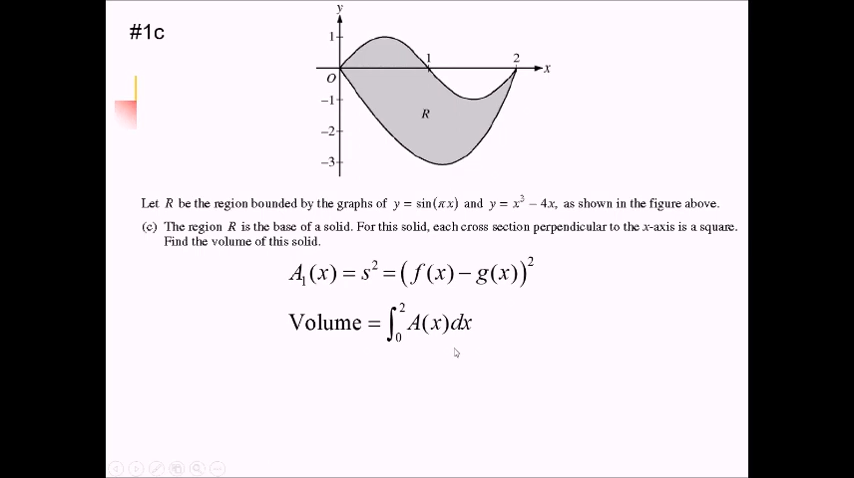 #1c
y
1
1
2
x
O
−1
R
−2
−3
Let R be the region bounded by the graphs of y = sin(πx) and y = x³ − 4x, as shown in the figure above.
(c) The region R is the base of a solid. For this solid, each cross section perpendicular to the x-axis is a square.
Find the volume of this solid.
A₁(x) = s² = (f(x) − g(x))²
Volume = ∫₀² A(x)dx